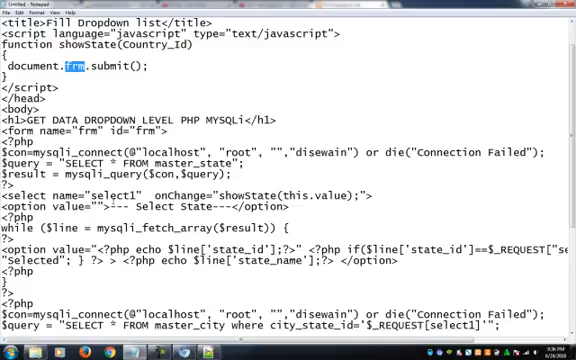 Untitled - Notepad
File Edit Format View Help
<title>Fill Dropdown list</title>
<script language="javascript" type="text/javascript">
function showState(Country_Id)
{
document.frm.submit();
}
</script>
</head>
<body>
<h1>GET DATA DROPDOWN LEVEL PHP MYSQLi</h1>
<form name="frm" id="frm">
<?php
$con=mysqli_connect(@"localhost", "root", "","disewain") or die("Connection Failed");
$query = "SELECT * FROM master_state";
$result = mysqli_query($con,$query);
?>
<select name="select1" onChange="showState(this.value);">
<option value="">--- Select State---</option>
<?php
while ($line = mysqli_fetch_array($result)) {
?>
<option value="<?php echo $line['state_id'];?>" <?php if($line['state_id']==$_REQUEST["se
"Selected"; } ?> > <?php echo $line['state_name'];?> </option>
<?php
}
?>
<?php
$con=mysqli_connect(@"localhost", "root", "","disewain") or die("Connection Failed");
$query = "SELECT * FROM master_city where city_state_id='$_REQUEST[select1]'";
9:36 PM
6/24/2016